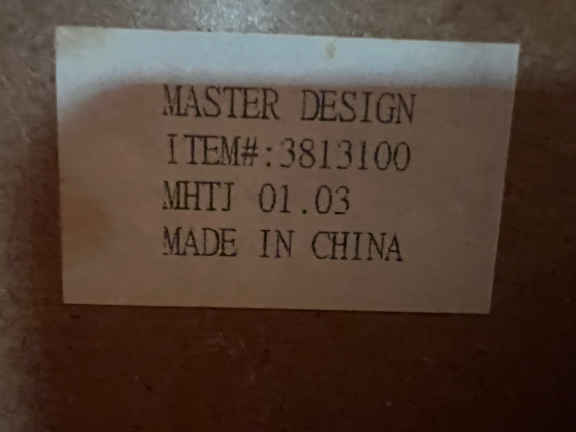 MASTER DESIGN
ITEM#:3813100
MHTJ 01.03
MADE IN CHINA